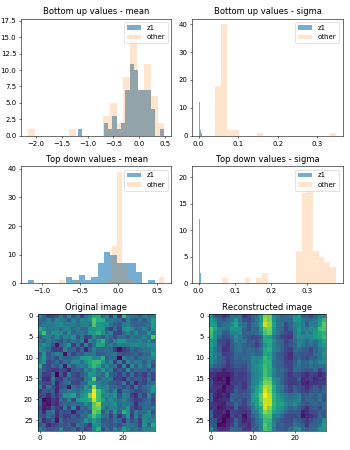 Bottom up values - mean
Bottom up values - sigma
17.5
15.0
12.5
10.0
7.5
5.0
2.5
0.0
z1
other
-2.0 -1.5 -1.0 -0.5 0.0 0.5
40
30
20
10
0
z1
other
0.0 0.1 0.2 0.3
Top down values - mean
Top down values - sigma
40
30
20
10
0
z1
other
-1.0 -0.5 0.0 0.5
20
15
10
5
0
z1
other
0.0 0.1 0.2 0.3
Original image
Reconstructed image
0
5
10
15
20
25
0 10 20
0
5
10
15
20
25
0 10 20